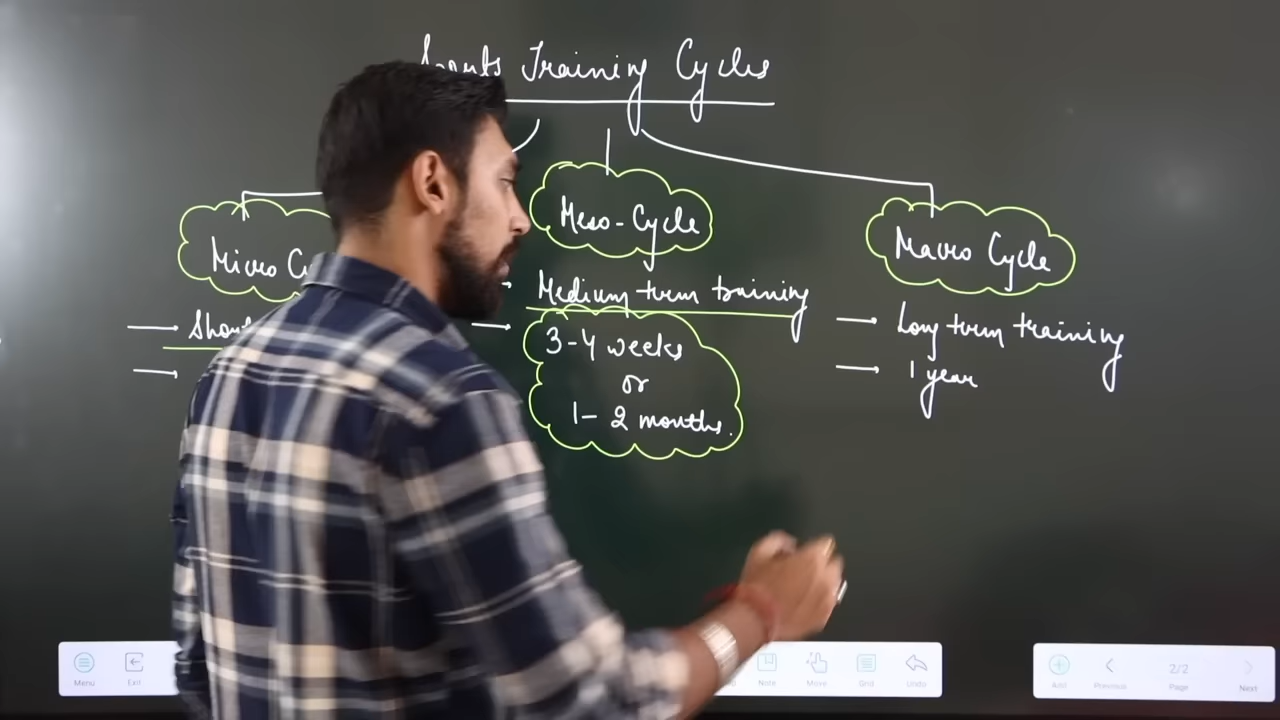 Training Cycles
Micro
Meso-Cycle
Macro Cycle
Medium term training
3-4 weeks
or
1- 2 months.
Long term training
1 year
Menu
Exit
Note
Move
Grid
Undo
Add
Previous
2/2
Page
Next